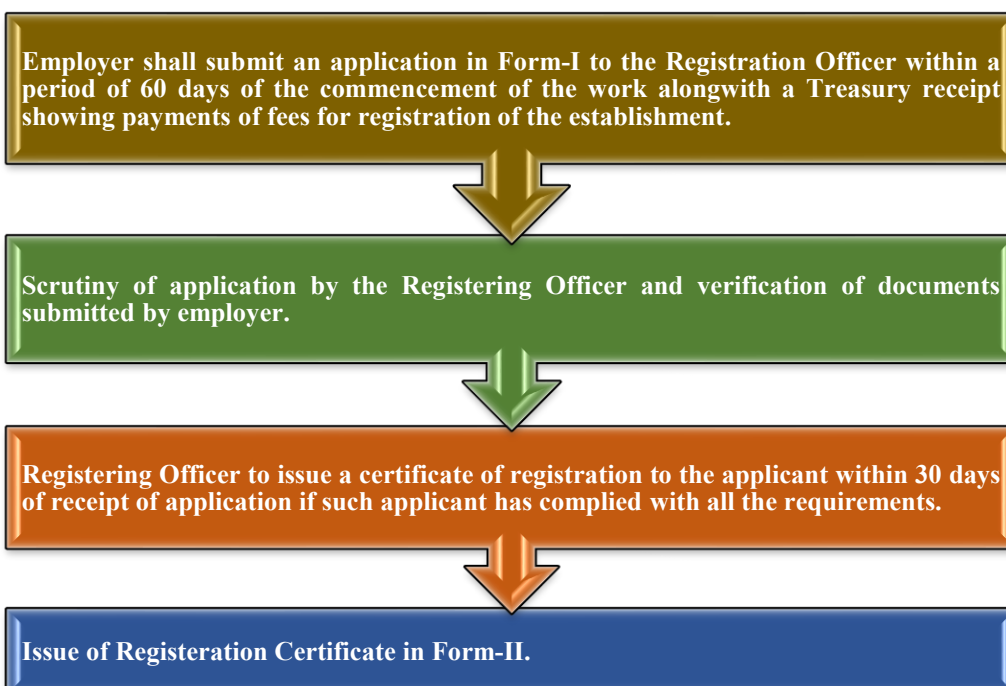 Employer shall submit an application in Form-I to the Registration Officer within a
period of 60 days of the commencement of the work alongwith a Treasury receipt
showing payments of fees for registration of the establishment.
Scrutiny of application by the Registering Officer and verification of documents
submitted by employer.
Registering Officer to issue a certificate of registration to the applicant within 30 days
of receipt of application if such applicant has complied with all the requirements.
Issue of Registeration Certificate in Form-II.